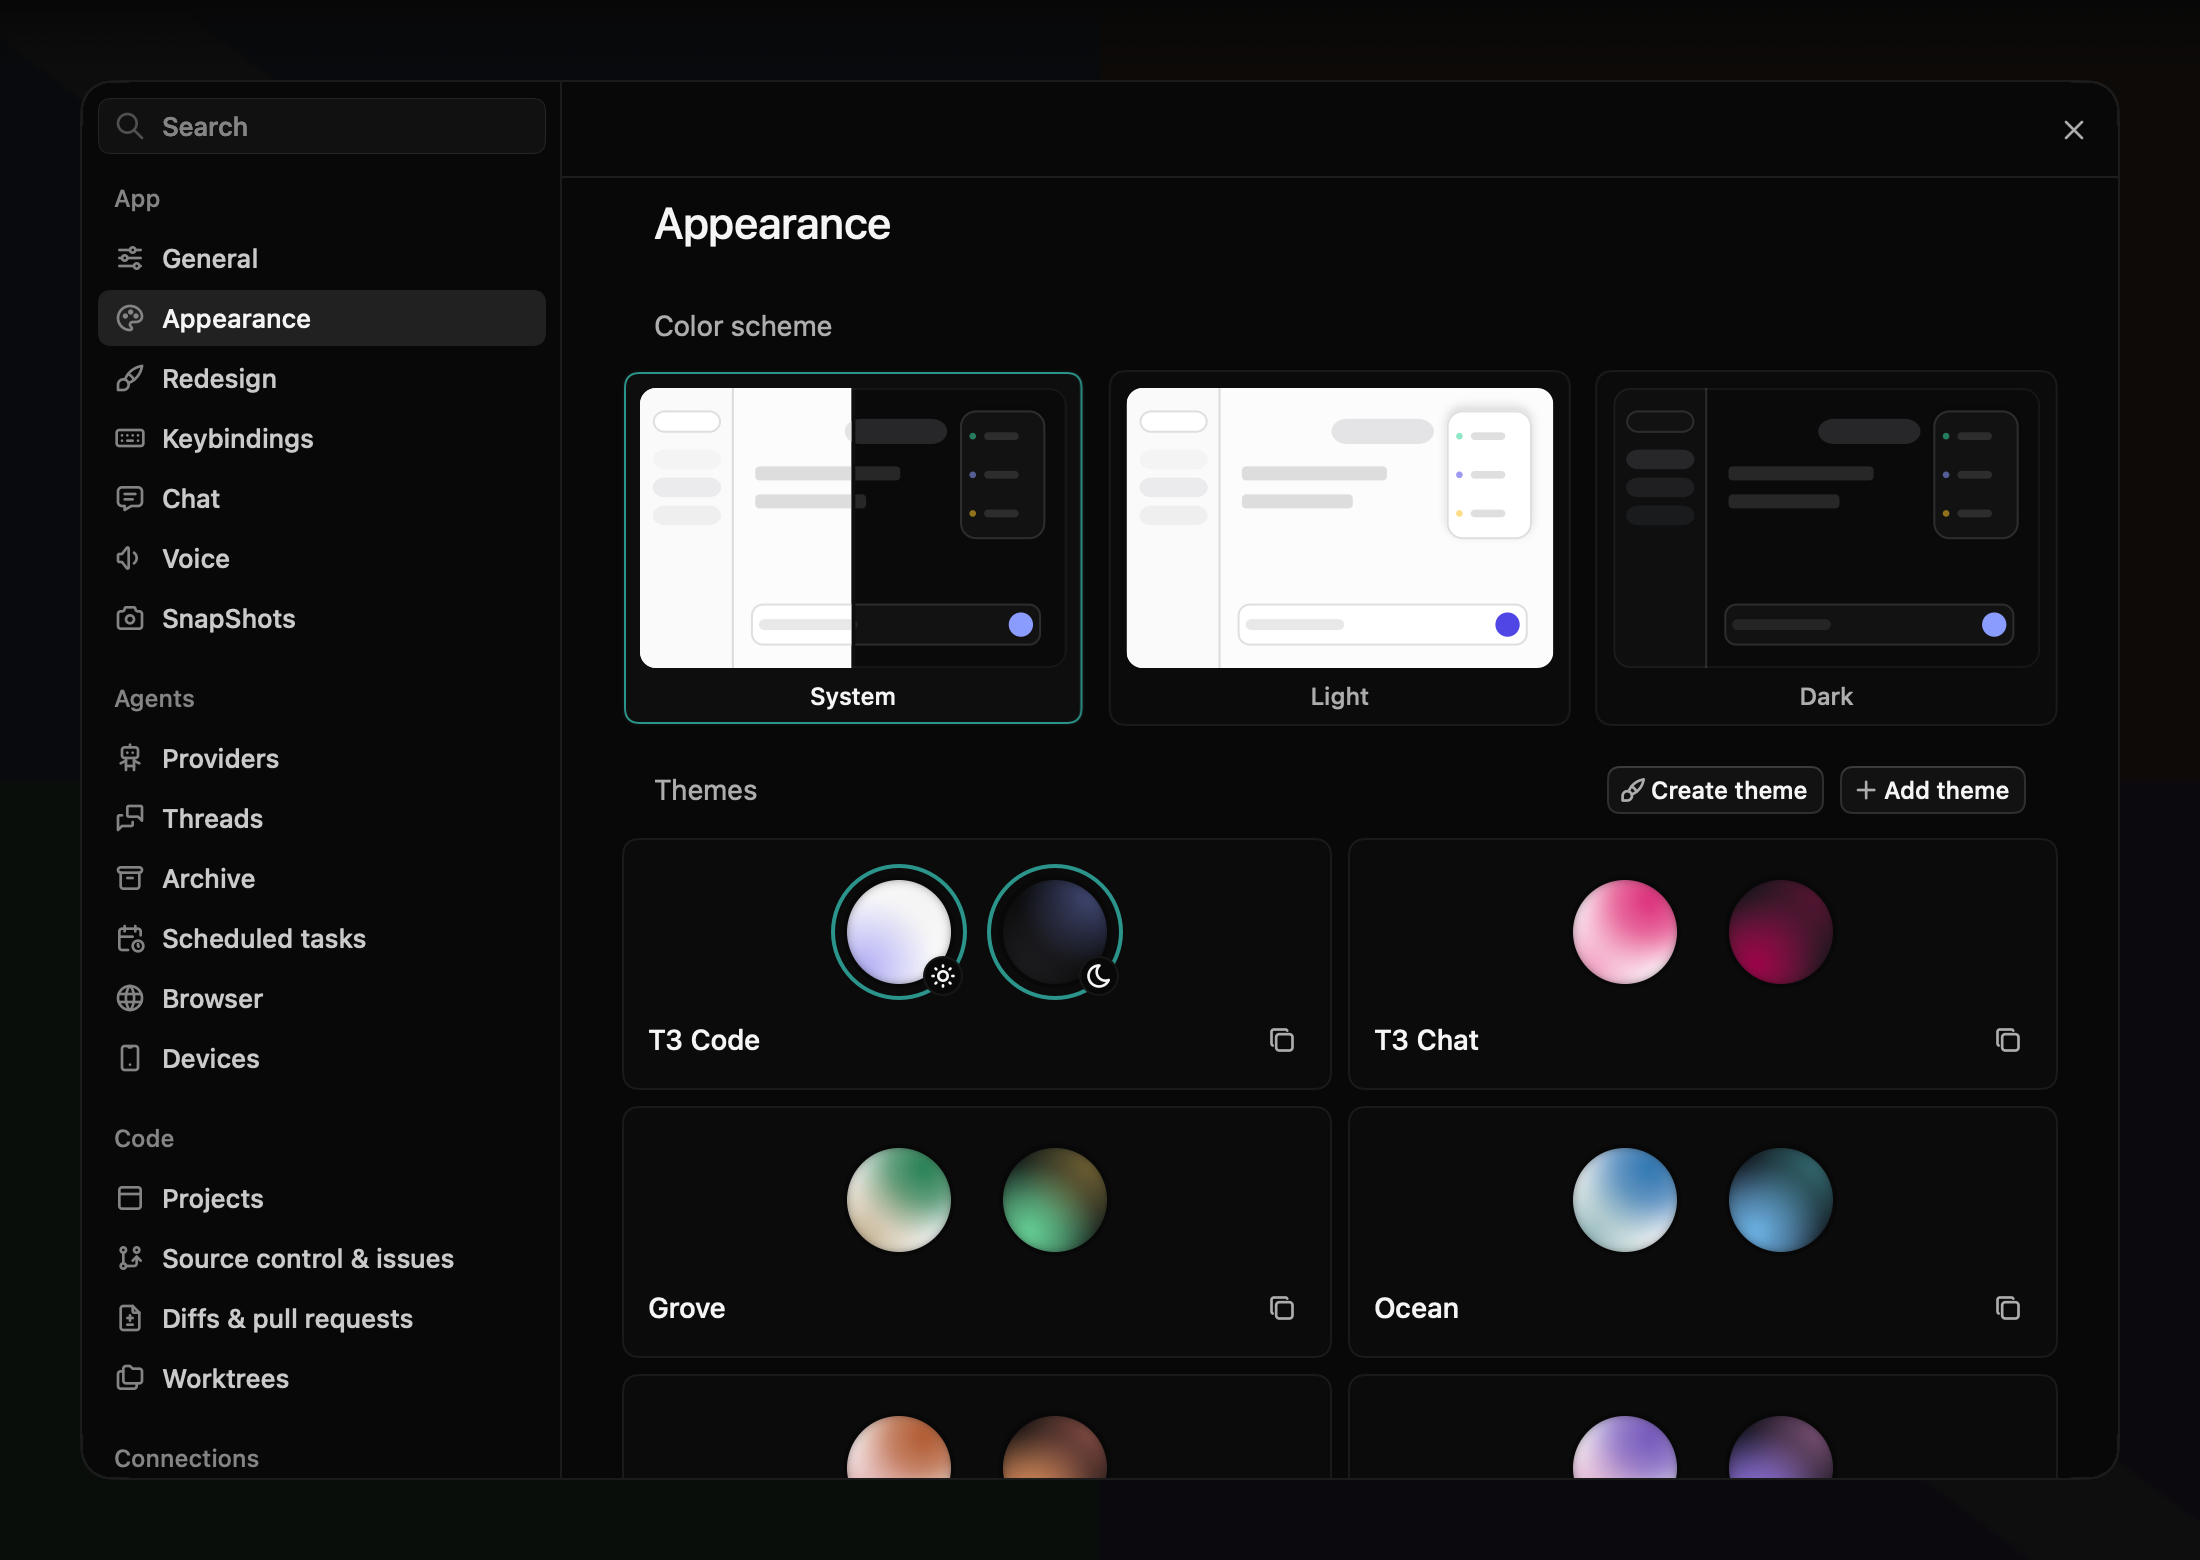 Search
App
General
Appearance
Redesign
Keybindings
Chat
Voice
SnapShots
Agents
Providers
Threads
Archive
Scheduled tasks
Browser
Devices
Code
Projects
Source control & issues
Diffs & pull requests
Worktrees
Connections
Appearance
Color scheme
System
Light
Dark
Themes
Create theme
Add theme
T3 Code
T3 Chat
Grove
Ocean